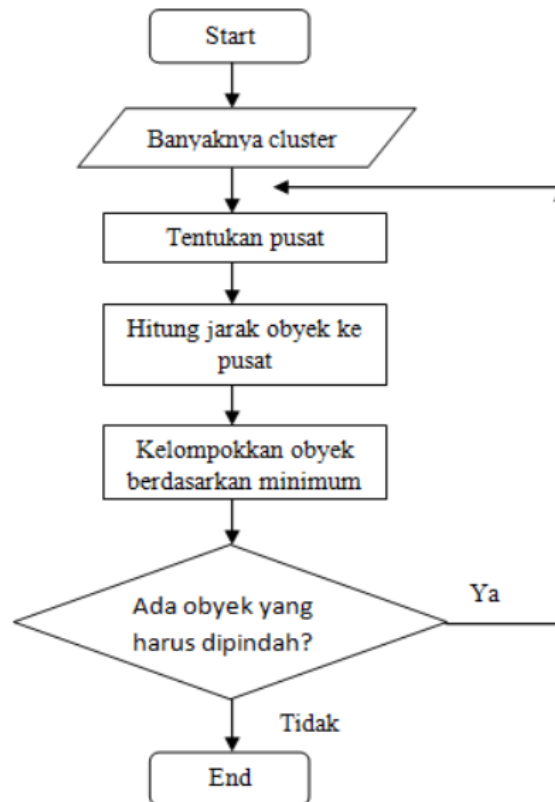 Start
Banyaknya cluster
Tentukan pusat
Hitung jarak obyek ke
pusat
Kelompokkan obyek
berdasarkan minimum
Ada obyek yang
harus dipindah?
Ya
Tidak
End